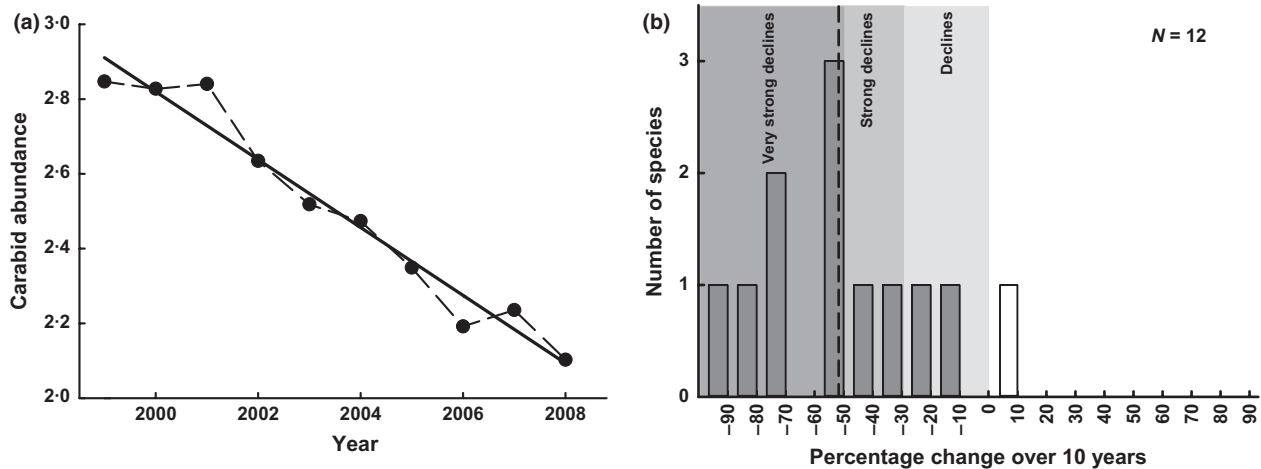 (a)
3·0
2·8
2·6
2·4
2·2
2·0
Carabid abundance
2000 2002 2004 2006 2008
Year
(b)
N = 12
Very strong declines
Strong declines
Declines
3
2
1
0
Number of species
–90 –80 –70 –60 –50 –40 –30 –20 –10 0 10 20 30 40 50 60 70 80 90
Percentage change over 10 years